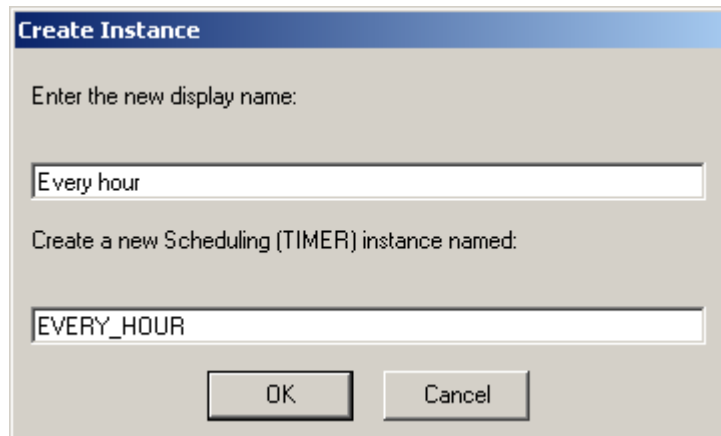 Create Instance
Enter the new display name:
Every hour
Create a new Scheduling (TIMER) instance named:
EVERY_HOUR
OK Cancel